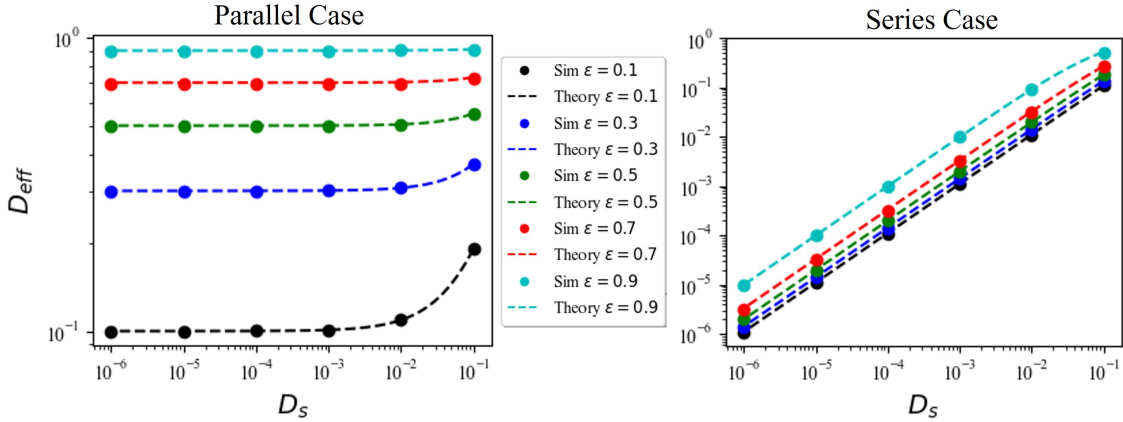 Parallel Case
Series Case
D_eff
10^0
10^-1
10^-6
10^-5
10^-4
10^-3
10^-2
10^-1
D_s
Sim ε = 0.1
Theory ε = 0.1
Sim ε = 0.3
Theory ε = 0.3
Sim ε = 0.5
Theory ε = 0.5
Sim ε = 0.7
Theory ε = 0.7
Sim ε = 0.9
Theory ε = 0.9
10^0
10^-1
10^-2
10^-3
10^-4
10^-5
10^-6
10^-6
10^-5
10^-4
10^-3
10^-2
10^-1
D_s